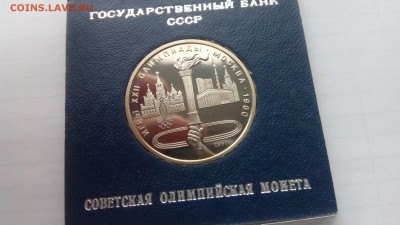 COINS.LAVE.RU
ГОСУДАРСТВЕННЫЙ БАНК
СССР
ИГРЫ XXII ОЛИМПИАДЫ • МОСКВА • 1980
СОВЕТСКАЯ ОЛИМПИЙСКАЯ МОНЕТА